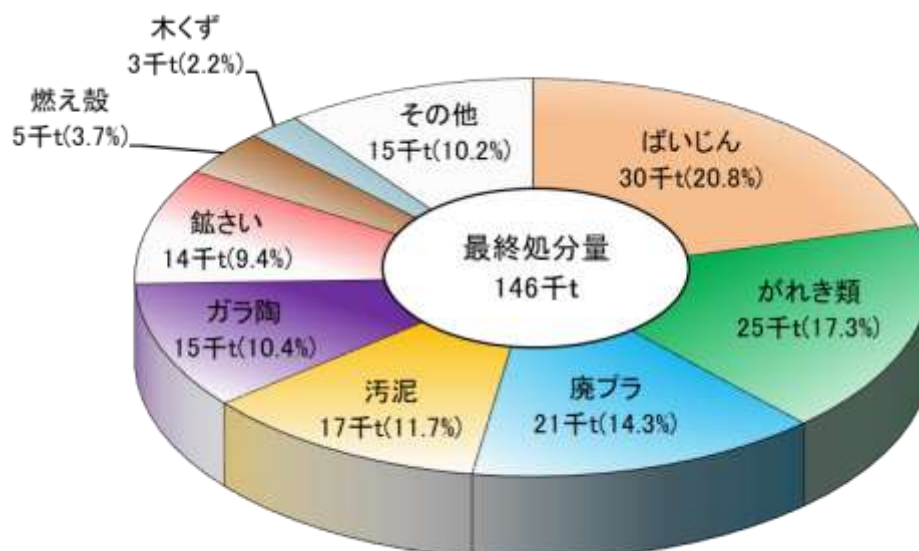 木くず
3千t(2.2%)
燃え殻
5千t(3.7%)
その他
15千t(10.2%)
ばいじん
30千t(20.8%)
鉱さい
14千t(9.4%)
最終処分量
146千t
がれき類
25千t(17.3%)
ガラ陶
15千t(10.4%)
汚泥
17千t(11.7%)
廃プラ
21千t(14.3%)